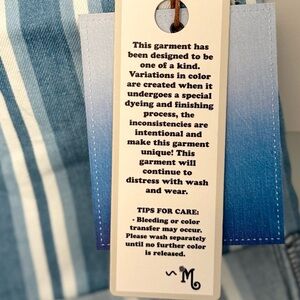 This garment has
been designed to be
one of a kind.
Variations in color
are created when it
undergoes a special
dyeing and finishing
process, the
inconsistencies are
intentional and
make this garment
unique! This
garment will
continue to
distress with wash
and wear.
TIPS FOR CARE:
- Bleeding or color
transfer may occur.
Please wash separately
until no further color
is released.
~M